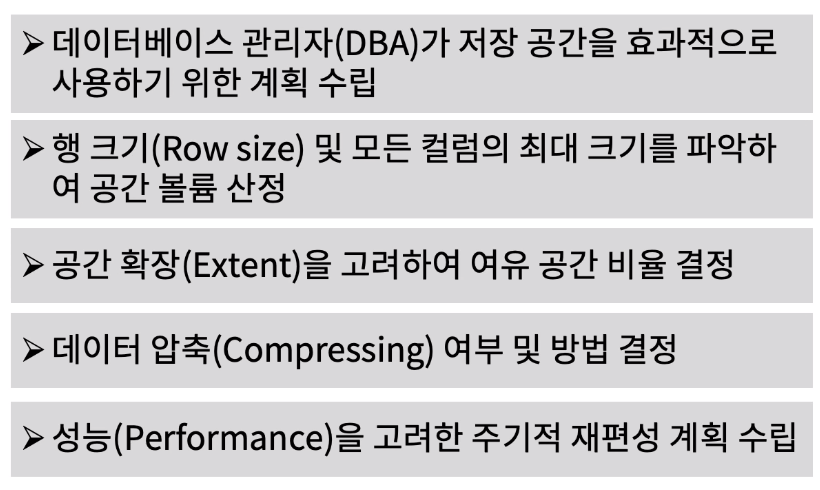 ➢ 데이터베이스 관리자(DBA)가 저장 공간을 효과적으로
사용하기 위한 계획 수립
➢ 행 크기(Row size) 및 모든 컬럼의 최대 크기를 파악하
여 공간 볼륨 산정
➢ 공간 확장(Extent)을 고려하여 여유 공간 비율 결정
➢ 데이터 압축(Compressing) 여부 및 방법 결정
➢ 성능(Performance)을 고려한 주기적 재편성 계획 수립